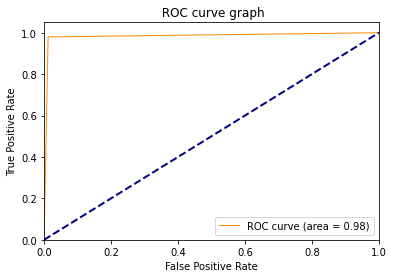 ROC curve graph
1.0
0.8
0.6
0.4
0.2
0.0
True Positive Rate
ROC curve (area = 0.98)
0.0 0.2 0.4 0.6 0.8 1.0
False Positive Rate